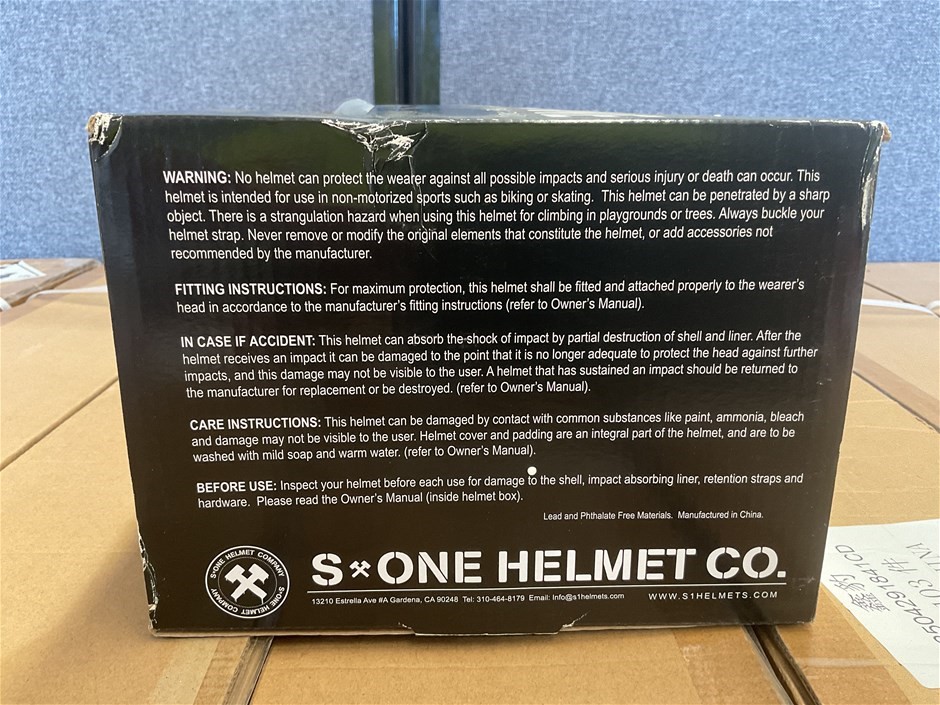 WARNING: No helmet can protect the wearer against all possible impacts and serious injury or death can occur. This
helmet is intended for use in non-motorized sports such as biking or skating. This helmet can be penetrated by a sharp
object. There is a strangulation hazard when using this helmet for climbing in playgrounds or trees. Always buckle your
helmet strap. Never remove or modify the original elements that constitute the helmet, or add accessories not
recommended by the manufacturer.
FITTING INSTRUCTIONS: For maximum protection, this helmet shall be fitted and attached properly to the wearer's
head in accordance to the manufacturer's fitting instructions (refer to Owner's Manual).
IN CASE IF ACCIDENT: This helmet can absorb the shock of impact by partial destruction of shell and liner. After the
helmet receives an impact it can be damaged to the point that it is no longer adequate to protect the head against further
impacts, and this damage may not be visible to the user. A helmet that has sustained an impact should be returned to
the manufacturer for replacement or be destroyed. (refer to Owner's Manual).
CARE INSTRUCTIONS: This helmet can be damaged by contact with common substances like paint, ammonia, bleach
and damage may not be visible to the user. Helmet cover and padding are an integral part of the helmet, and are to be
washed with mild soap and warm water. (refer to Owner's Manual).
BEFORE USE: Inspect your helmet before each use for damage to the shell, impact absorbing liner, retention straps and
hardware. Please read the Owner's Manual (inside helmet box).
Lead and Phthalate Free Materials. Manufactured in China.
S-ONE HELMET COMPANY
S-ONE HELMET COMPANY
S ONE HELMET CO.
13210 Estrella Ave #A Gardena, CA 90248 Tel: 310-464-8179 Email: Info@s1helmets.com
WWW.S1HELMETS.COM